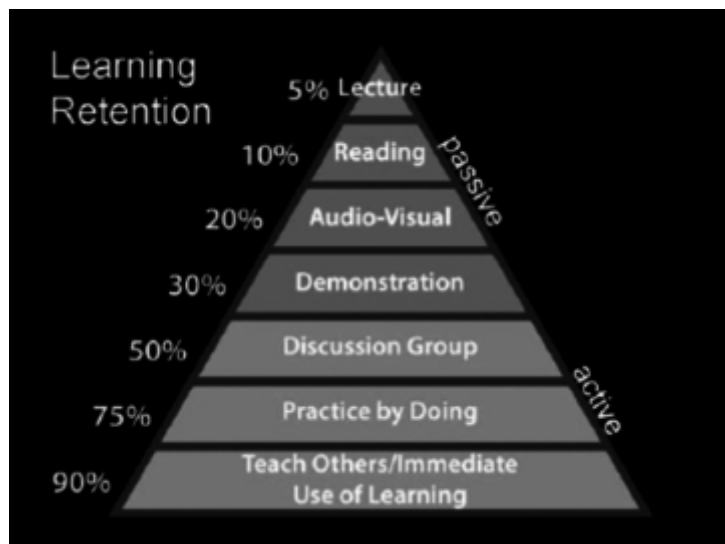 Learning
Retention
5% Lecture
10% Reading
passive
20% Audio-Visual
30% Demonstration
50% Discussion Group
active
75% Practice by Doing
90% Teach Others/Immediate
Use of Learning